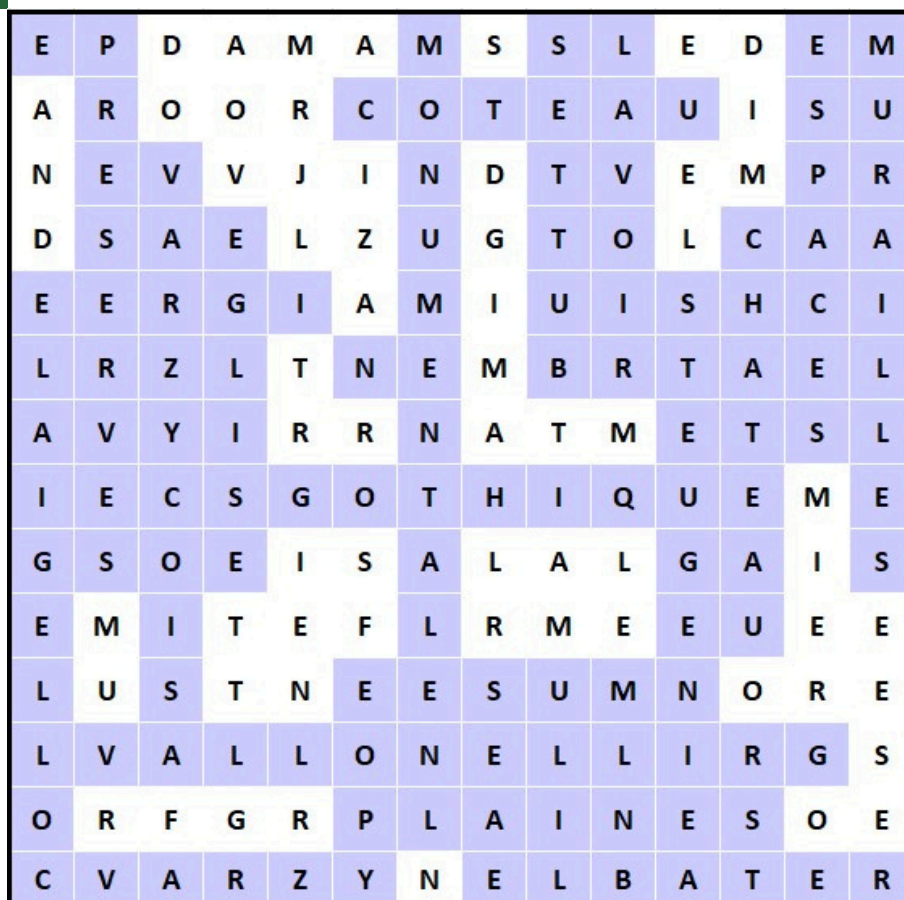 E P D A M A M S S L E D E M
A R O O R C O T E A U I S U
N E V V J I N D T V E M P R
D S A E L Z U G T O L C A A
E E R G I A M I U I S H C I
L R Z L T N E M B R T A E L
A V Y I R R N A T M E T S L
I E C S G O T H I Q U E M E
G S O E I S A L A L G A I S
E M I T E F L R M E E U E E
L U S T N E E S U M N O R E
L V A L L O N E L L I R G S
O R F G R P L A I N E S O E
C V A R Z Y N E L B A T E R